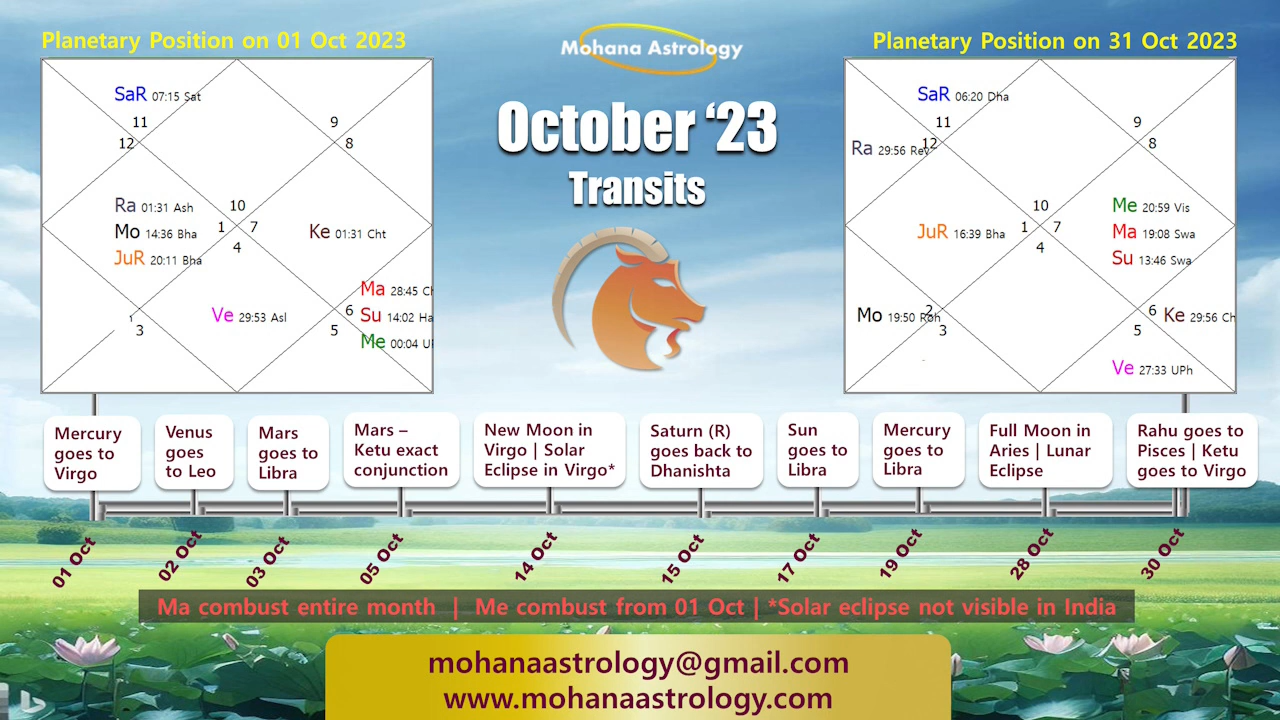 Planetary Position on 01 Oct 2023
Mohana Astrology
Planetary Position on 31 Oct 2023
October ‘23
Transits
SaR 07:15 Sat
11
12
9
8
Ra 01:31 Ash
Mo 14:36 Bha
JuR 20:11 Bha
10
1 7
4
Ke 01:31 Cht
Ve 29:53 Asl
Ma 28:45
6
Su 14:02 Ha
Me 00:04
3
5
SaR 06:20 Dha
11
12
9
8
Ra 29:56 Rev
10
1 7
4
JuR 16:39 Bha
Me 20:59 Vis
Ma 19:08 Swa
Su 13:46 Swa
2
Mo 19:50 Roh
3
6
Ke 29:56 Ch
5
Ve 27:33 UPh
Mercury
goes to
Virgo
Venus
goes
to Leo
Mars
goes to
Libra
Mars –
Ketu exact
conjunction
New Moon in
Virgo | Solar
Eclipse in Virgo*
Saturn (R)
goes back to
Dhanishta
Sun
goes to
Libra
Mercury
goes to
Libra
Full Moon in
Aries | Lunar
Eclipse
Rahu goes to
Pisces | Ketu
goes to Virgo
01 Oct
02 Oct
03 Oct
05 Oct
14 Oct
15 Oct
17 Oct
19 Oct
28 Oct
30 Oct
Ma combust entire month | Me combust from 01 Oct | *Solar eclipse not visible in India
mohanaastrology@gmail.com
www.mohanaastrology.com